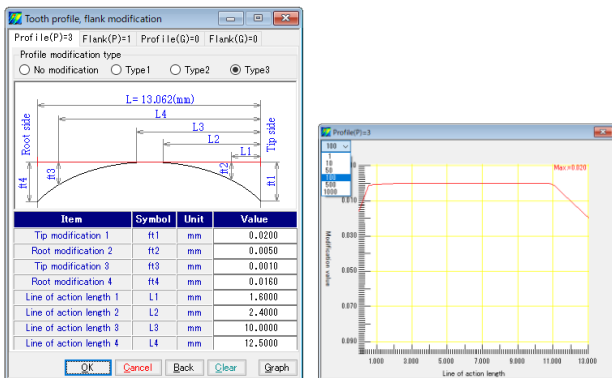 Tooth profile, flank modification
Profile(P)=3 Flank(P)=1 Profile(G)=0 Flank(G)=0
Profile modification type
No modification Type1 Type2 Type3
L= 13.062(mm)
L4
L3
L2
L1
Root side
Tip side
ft4
ft3
ft2
ft1
Item Symbol Unit Value
Tip modification 1 ft1 mm 0.0200
Root modification 2 ft2 mm 0.0050
Tip modification 3 ft3 mm 0.0010
Root modification 4 ft4 mm 0.0160
Line of action length 1 L1 mm 1.6000
Line of action length 2 L2 mm 2.4000
Line of action length 3 L3 mm 10.0000
Line of action length 4 L4 mm 12.5000
OK Cancel Back Clear Graph
Profile(P)=3
100
1
10
50
100
500
1000
Max=0.020
0.010
0.030
0.050
0.070
0.090
Modification value
1.000 3.000 5.000 7.000 9.000 11.000 13.000
Line of action length